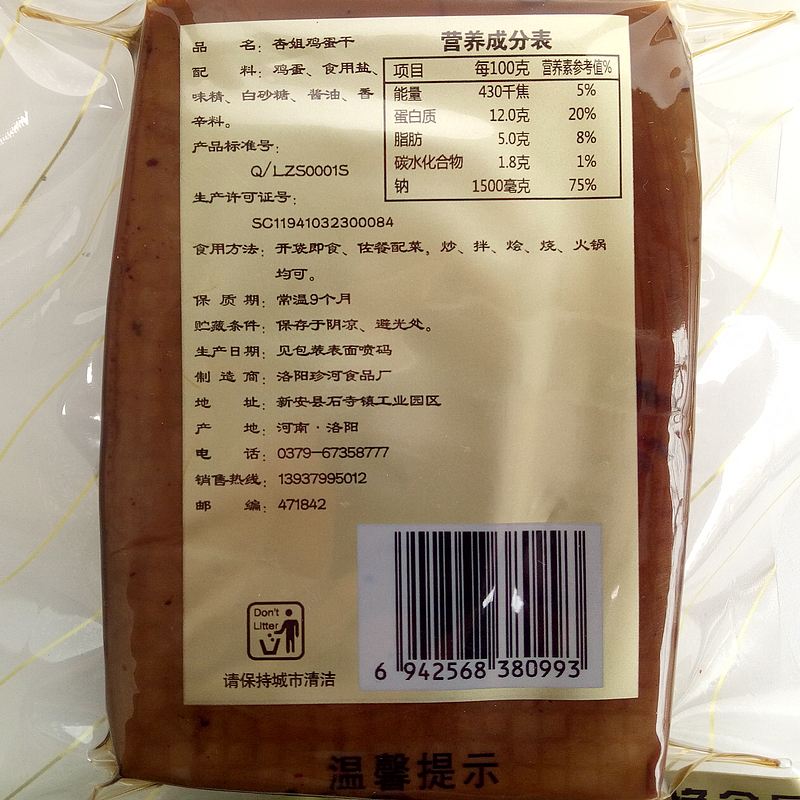 品 名：杏姐鸡蛋干
配 料：鸡蛋、食用盐、
味精、白砂糖、酱油、香
辛料。
产品标准号：
Q/LZS0001S
生产许可证号：
SC11941032300084
营养成分表
项目 每100克 营养素参考值%
能量 430千焦 5%
蛋白质 12.0克 20%
脂肪 5.0克 8%
碳水化合物 1.8克 1%
钠 1500毫克 75%
食用方法：开袋即食、佐餐配菜，炒、拌、烩、烧、火锅
均可。
保 质 期：常温9个月
贮藏条件：保存于阴凉、避光处。
生产日期：见包装表面喷码
制 造 商：洛阳珍河食品厂
地 址：新安县石寺镇工业园区
产 地：河南·洛阳
电 话：0379-67358777
销售热线：13937995012
邮 编：471842
Don't
Litter
请保持城市清洁
6 942568 380993
温馨提示